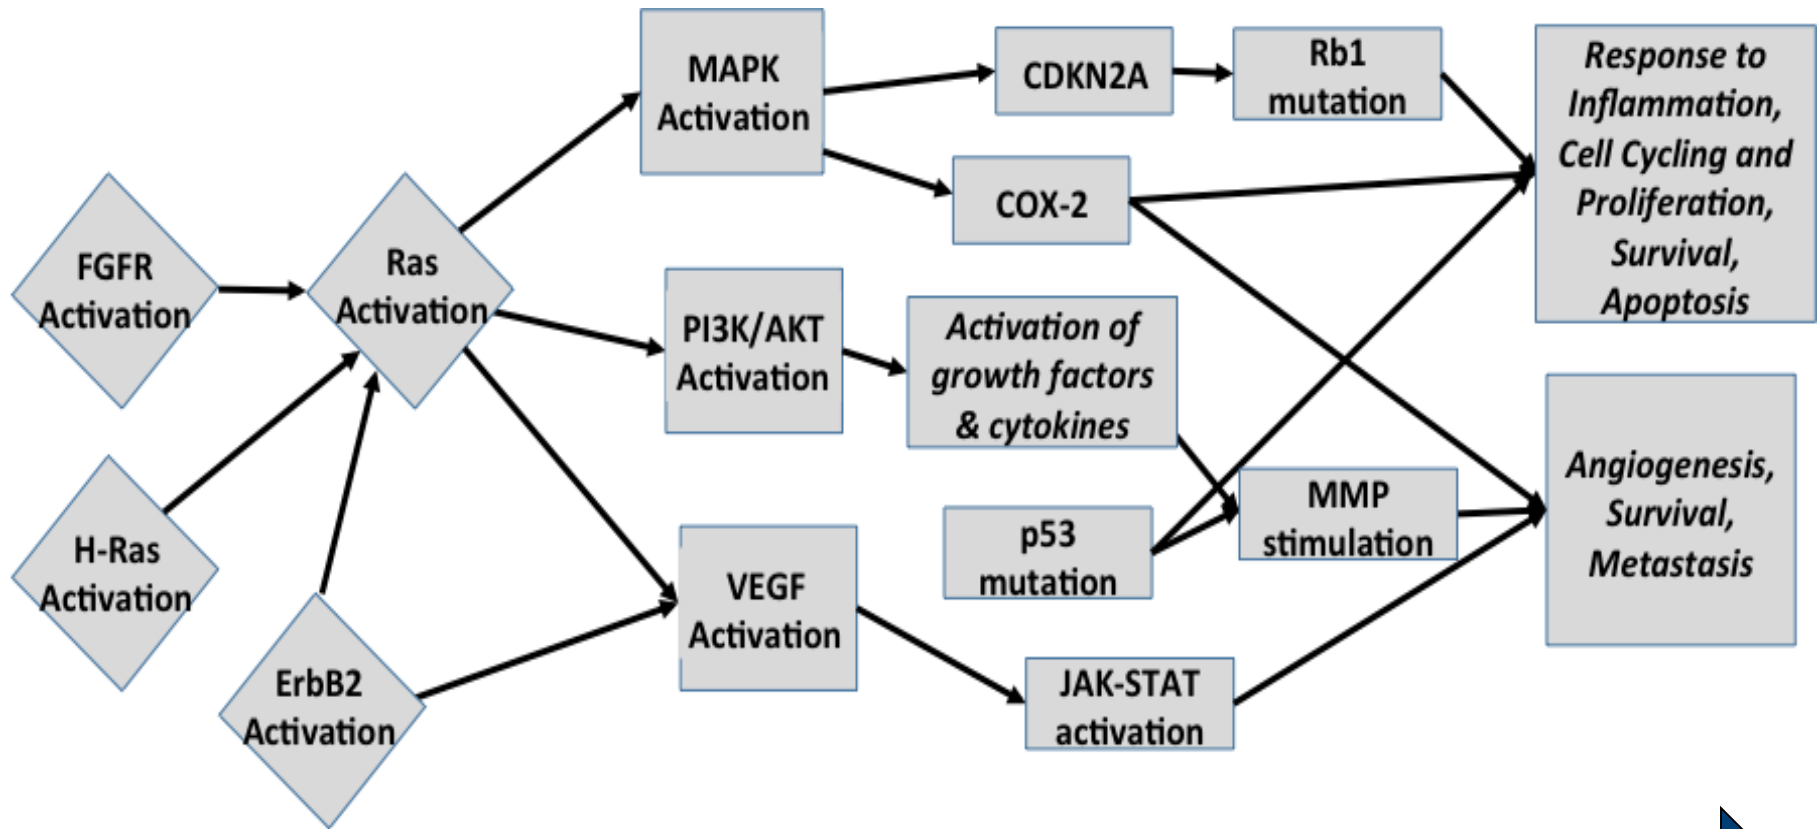 FGFR
Activation
H-Ras
Activation
ErbB2
Activation
Ras
Activation
MAPK
Activation
PI3K/AKT
Activation
VEGF
Activation
CDKN2A
COX-2
Activation of
growth factors
& cytokines
p53
mutation
JAK-STAT
activation
Rb1
mutation
MMP
stimulation
Response to
Inflammation,
Cell Cycling and
Proliferation,
Survival,
Apoptosis
Angiogenesis,
Survival,
Metastasis